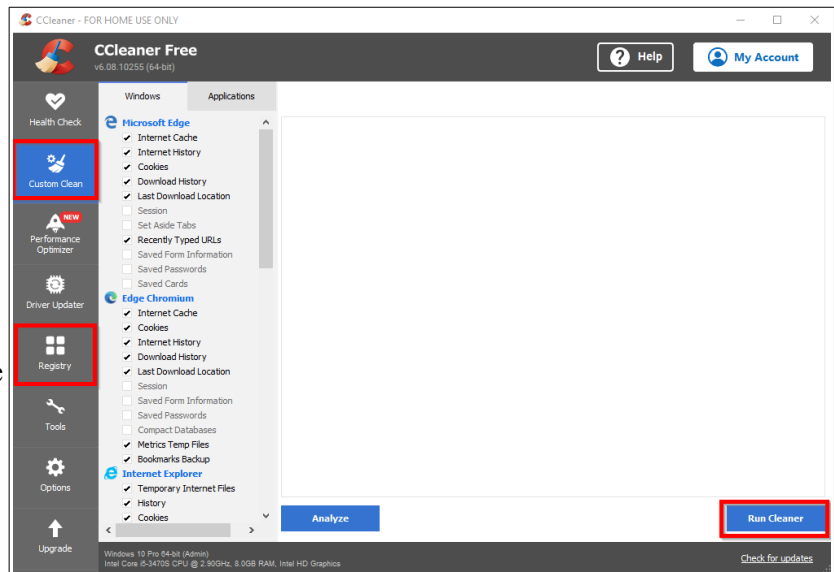 CCleaner - FOR HOME USE ONLY
CCleaner Free
v6.08.10255 (64-bit)
Help
My Account
Health Check
Custom Clean
NEW
Performance
Optimizer
Driver Updater
Registry
Tools
Options
Upgrade
Windows
Applications
Microsoft Edge
Internet Cache
Internet History
Cookies
Download History
Last Download Location
Session
Set Aside Tabs
Recently Typed URLs
Saved Form Information
Saved Passwords
Saved Cards
Edge Chromium
Internet Cache
Cookies
Internet History
Download History
Last Download Location
Session
Saved Form Information
Saved Passwords
Compact Databases
Metrics Temp Files
Bookmarks Backup
Internet Explorer
Temporary Internet Files
History
Cookies
Analyze
Run Cleaner
Windows 10 Pro 64-bit (Admin)
Intel Core i5-3470S CPU @ 2.90GHz, 8.0GB RAM, Intel HD Graphics
Check for updates